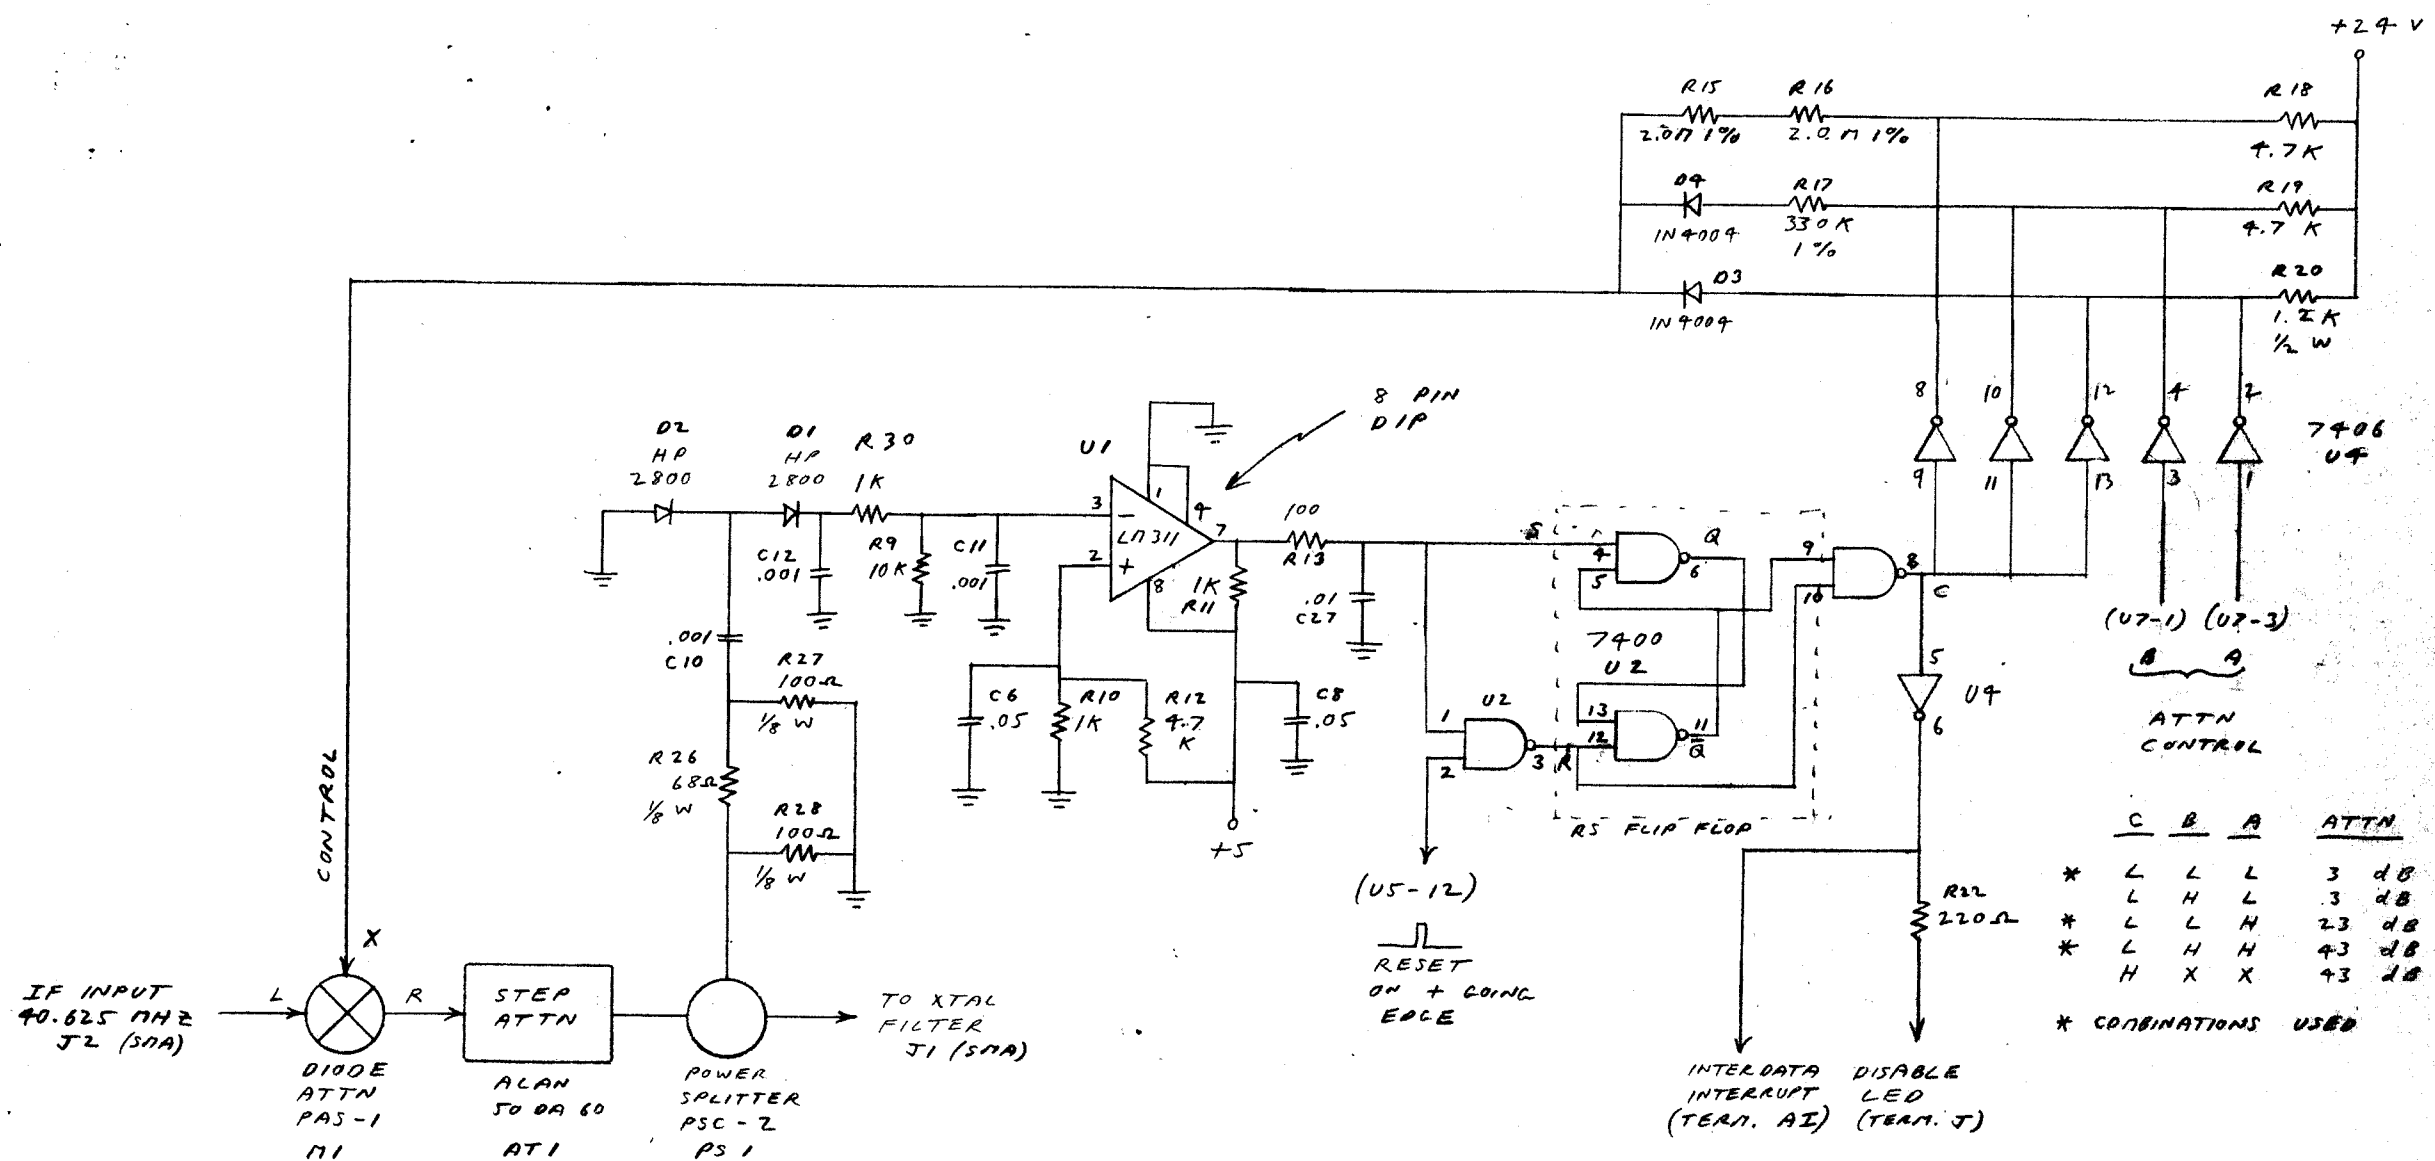 +24 V
R15
R16
R18
2.0M 1%
2.0 M 1%
4.7K
D4
R17
R19
1N4004
330K
1%
4.7 K
D3
R20
1N4004
1.2K
1/2 W
8 PIN
DIP
8
10
12
4
2
7406
U4
9
11
13
3
1
D2
HP
2800
D1
HP
2800
R30
1K
U1
3
-
1
4
LM311
7
2
+
8
C12
.001
R9
10K
C11
.001
1K
R11
100
R13
.01
C27
S
4
5
Q
6
9
10
8
C
(U7-1)
(U7-3)
B
A
ATTN
CONTROL
.001
C10
R27
100Ω
1/8 W
R26
68Ω
1/8 W
R28
100Ω
1/8 W
C6
.05
R10
1K
R12
4.7
K
C8
.05
+5
7400
U2
U2
1
2
3
R
13
12
11
Q̅
RS FLIP FLOP
5
U4
6
(U5-12)
RESET
ON + GOING
EDGE
R22
220Ω
INTERDATA
INTERRUPT
(TERM. AI)
DISABLE
LED
(TERM. J)
C B A ATTN
* L L L 3 dB
L H L 3 dB
* L L H 23 dB
* L H H 43 dB
H X X 43 dB
* COMBINATIONS USED
CONTROL
X
IF INPUT
40.625 MHZ
J2 (SMA)
L
R
DIODE
ATTN
PAS-1
M1
STEP
ATTN
ALAN
50 DA 60
AT1
POWER
SPLITTER
PSC-2
PS1
TO XTAL
FILTER
J1 (SMA)